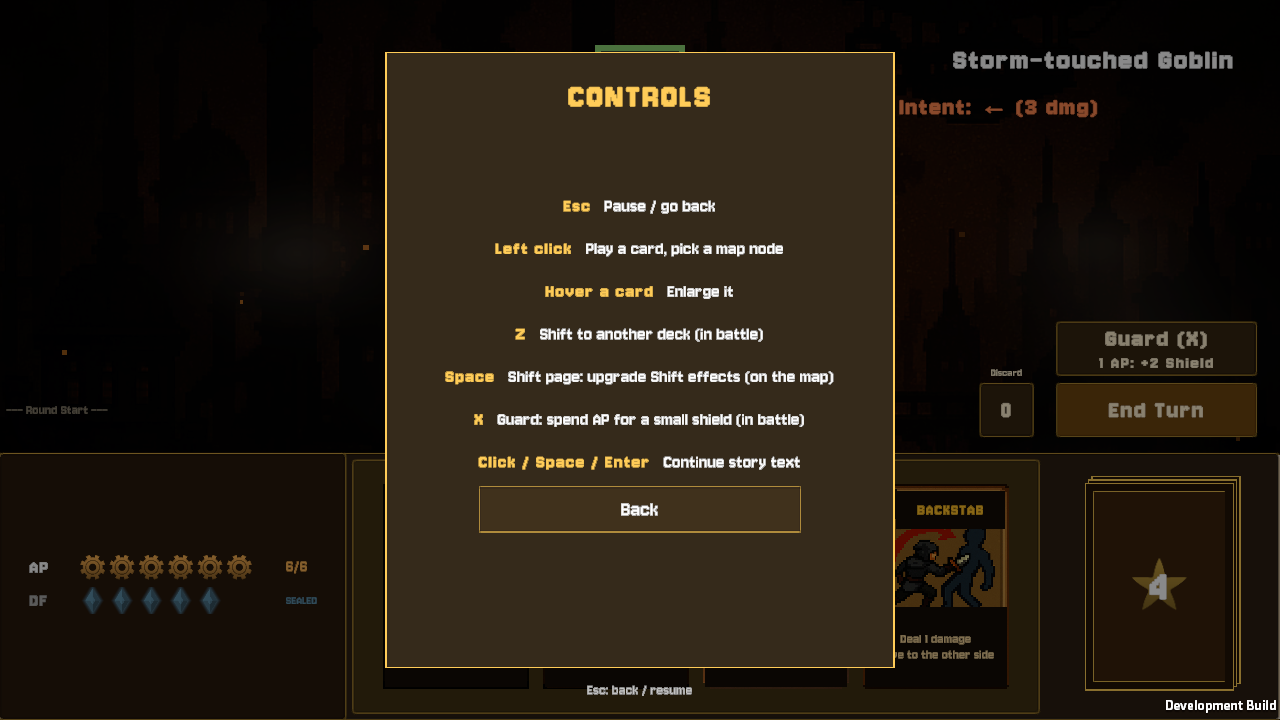 Storm-touched Goblin
CONTROLS
Intent: ← (3 dmg)
Esc Pause / go back
Left click Play a card, pick a map node
Hover a card Enlarge it
Z Shift to another deck (in battle)
Space Shift page: upgrade Shift effects (on the map)
X Guard: spend AP for a small shield (in battle)
Click / Space / Enter Continue story text
Back
Guard (X)
1 AP: +2 Shield
Discard
0
End Turn
── Round Start ──
AP 6/6
DF SEALED
BACKSTAB
Deal 1 damage
to the other side
4
Esc: back / resume
Development Build